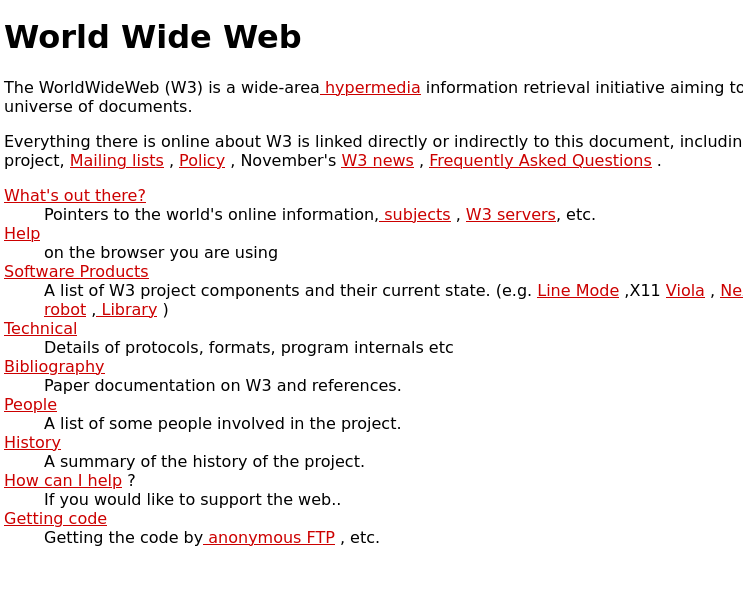 World Wide Web
The WorldWideWeb (W3) is a wide-area hypermedia information retrieval initiative aiming to
universe of documents.
Everything there is online about W3 is linked directly or indirectly to this document,
project, Mailing lists , Policy , November's W3 news , Frequently Asked Questions .
What's out there?
Pointers to the world's online information, subjects , W3 servers, etc.
Help
on the browser you are using
Software Products
A list of W3 project components and their current state. (e.g. Line Mode ,X11 Viola ,
robot , Library )
Technical
Details of protocols, formats, program internals etc
Bibliography
Paper documentation on W3 and references.
People
A list of some people involved in the project.
History
A summary of the history of the project.
How can I help ?
If you would like to support the web..
Getting code
Getting the code by anonymous FTP , etc.